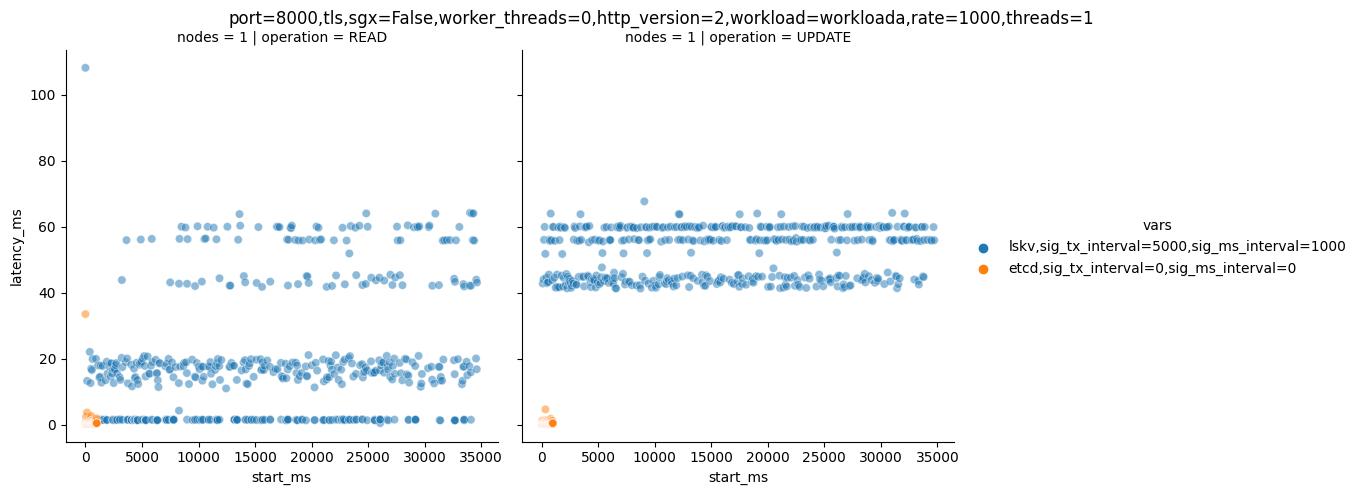 port=8000,tls,sgx=False,worker_threads=0,http_version=2,workload=workloada,rate=1000,threads=1
nodes = 1 | operation = READ
nodes = 1 | operation = UPDATE
latency_ms
100
80
60
40
20
0
0 5000 10000 15000 20000 25000 30000 35000
start_ms
0 5000 10000 15000 20000 25000 30000 35000
start_ms
vars
lskv,sig_tx_interval=5000,sig_ms_interval=1000
etcd,sig_tx_interval=0,sig_ms_interval=0